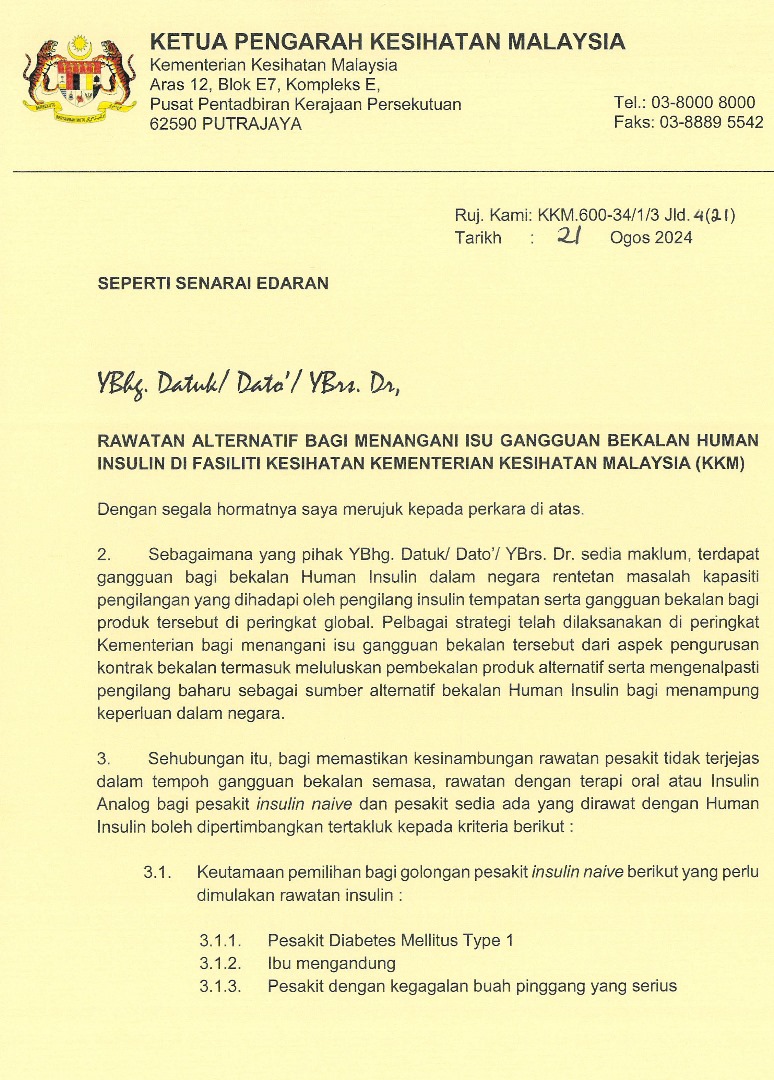 KETUA PENGARAH KESIHATAN MALAYSIA
Kementerian Kesihatan Malaysia
Aras 12, Blok E7, Kompleks E,
Pusat Pentadbiran Kerajaan Persekutuan
62590 PUTRAJAYA
Tel.: 03-8000 8000
Faks: 03-8889 5542
Ruj. Kami: KKM.600-34/1/3 Jld. 4(21)
Tarikh : 21 Ogos 2024
SEPERTI SENARAI EDARAN
YBhg. Datuk/ Dato'/ YBrs. Dr,
RAWATAN ALTERNATIF BAGI MENANGANI ISU GANGGUAN BEKALAN HUMAN
INSULIN DI FASILITI KESIHATAN KEMENTERIAN KESIHATAN MALAYSIA (KKM)
Dengan segala hormatnya saya merujuk kepada perkara di atas.
2. Sebagaimana yang pihak YBhg. Datuk/ Dato'/ YBrs. Dr. sedia maklum, terdapat
gangguan bagi bekalan Human Insulin dalam negara rentetan masalah kapasiti
pengilangan yang dihadapi oleh pengilang insulin tempatan serta gangguan bekalan bagi
produk tersebut di peringkat global. Pelbagai strategi telah dilaksanakan di peringkat
Kementerian bagi menangani isu gangguan bekalan tersebut dari aspek pengurusan
kontrak bekalan termasuk meluluskan pembekalan produk alternatif serta mengenalpasti
pengilang baharu sebagai sumber alternatif bekalan Human Insulin bagi menampung
keperluan dalam negara.
3. Sehubungan itu, bagi memastikan kesinambungan rawatan pesakit tidak terjejas
dalam tempoh gangguan bekalan semasa, rawatan dengan terapi oral atau Insulin
Analog bagi pesakit insulin naive dan pesakit sedia ada yang dirawat dengan Human
Insulin boleh dipertimbangkan tertakluk kepada kriteria berikut :
3.1. Keutamaan pemilihan bagi golongan pesakit insulin naive berikut yang perlu
dimulakan rawatan insulin :
3.1.1. Pesakit Diabetes Mellitus Type 1
3.1.2. Ibu mengandung
3.1.3. Pesakit dengan kegagalan buah pinggang yang serius